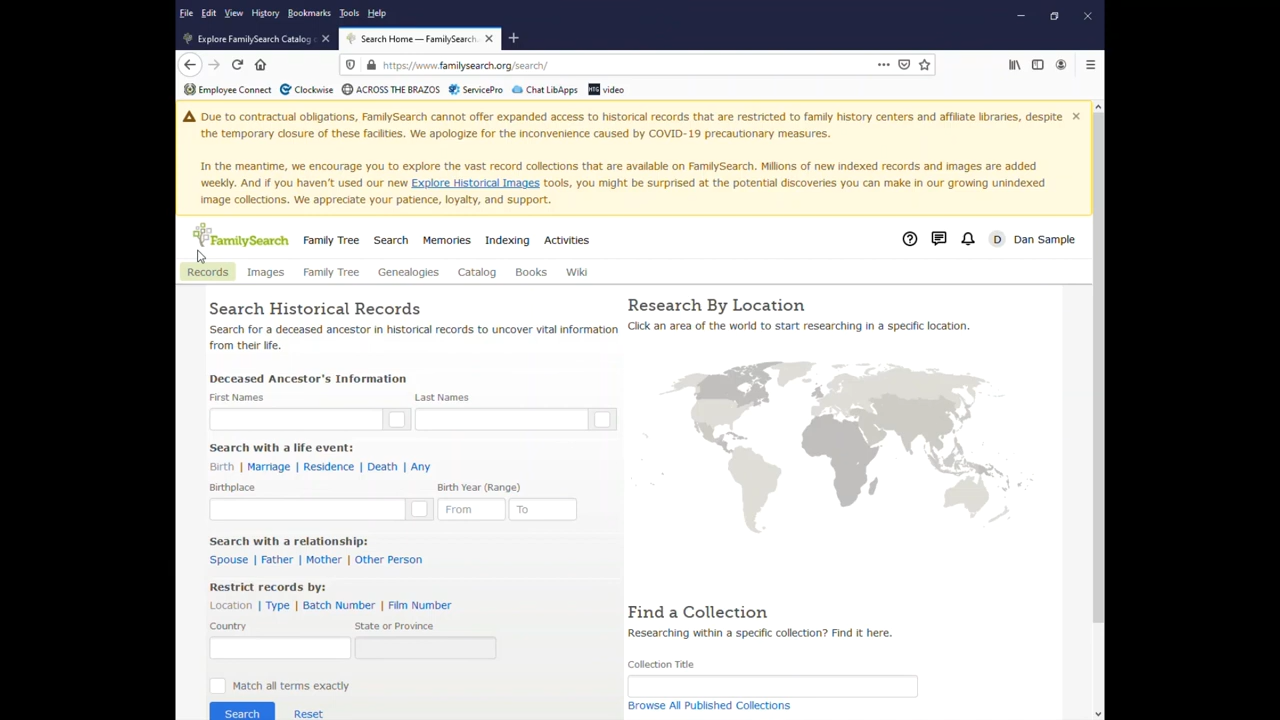 File Edit View History Bookmarks Tools Help
Explore FamilySearch Catalog
Search Home — FamilySearch
https://www.familysearch.org/search/
Employee Connect Clockwise ACROSS THE BRAZOS ServicePro Chat LibApps HTG video
Due to contractual obligations, FamilySearch cannot offer expanded access to historical records that are restricted to family history centers and affiliate libraries, despite
the temporary closure of these facilities. We apologize for the inconvenience caused by COVID-19 precautionary measures.
In the meantime, we encourage you to explore the vast record collections that are available on FamilySearch. Millions of new indexed records and images are added
weekly. And if you haven't used our new Explore Historical Images tools, you might be surprised at the potential discoveries you can make in our growing unindexed
image collections. We appreciate your patience, loyalty, and support.
FamilySearch Family Tree Search Memories Indexing Activities D Dan Sample
Records Images Family Tree Genealogies Catalog Books Wiki
Search Historical Records
Search for a deceased ancestor in historical records to uncover vital information
from their life.
Deceased Ancestor's Information
First Names Last Names
Search with a life event:
Birth | Marriage | Residence | Death | Any
Birthplace Birth Year (Range)
From To
Search with a relationship:
Spouse | Father | Mother | Other Person
Restrict records by:
Location | Type | Batch Number | Film Number
Country State or Province
Match all terms exactly
Search Reset
Research By Location
Click an area of the world to start researching in a specific location.
Find a Collection
Researching within a specific collection? Find it here.
Collection Title
Browse All Published Collections